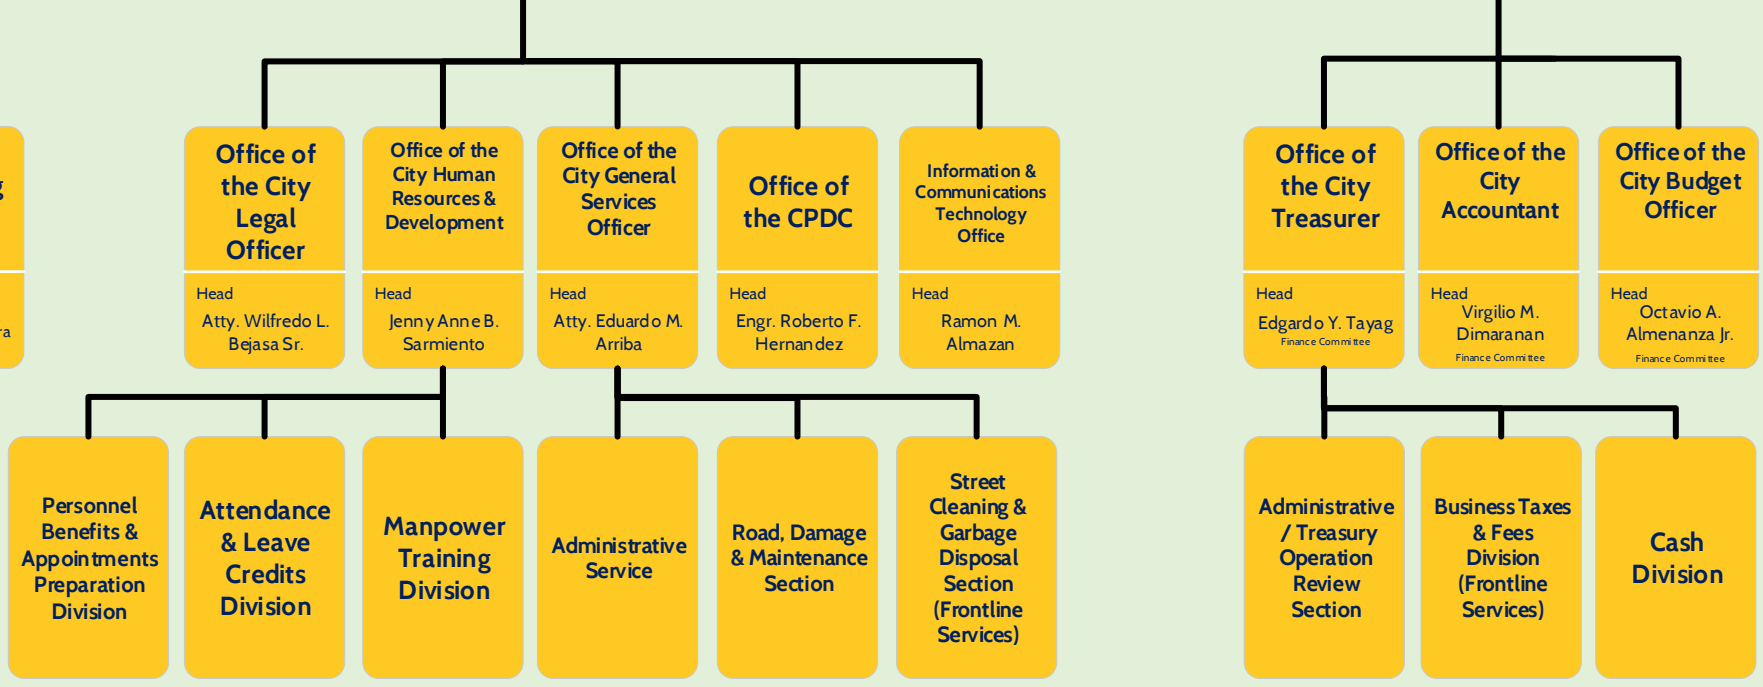 Office of
the City
Legal
Officer
Head
Atty. Wilfredo L.
Bejasa Sr.
Office of the
City Human
Resources &
Development
Head
Jenny Anne B.
Sarmiento
Office of the
City General
Services
Officer
Head
Atty. Eduardo M.
Arriba
Office of
the CPDC
Head
Engr. Roberto F.
Hernandez
Information &
Communications
Technology
Office
Head
Ramon M.
Almazan
Office of
the City
Treasurer
Head
Edgardo Y. Tayag
Finance Committee
Office of the
City
Accountant
Head
Virgilio M.
Dimaranan
Finance Committee
Office of the
City Budget
Officer
Head
Octavio A.
Almenanza Jr.
Finance Committee
Personnel
Benefits &
Appointments
Preparation
Division
Attendance
& Leave
Credits
Division
Manpower
Training
Division
Administrative
Service
Road, Damage
& Maintenance
Section
Street
Cleaning &
Garbage
Disposal
Section
(Frontline
Services)
Administrative
/ Treasury
Operation
Review
Section
Business Taxes
& Fees
Division
(Frontline
Services)
Cash
Division